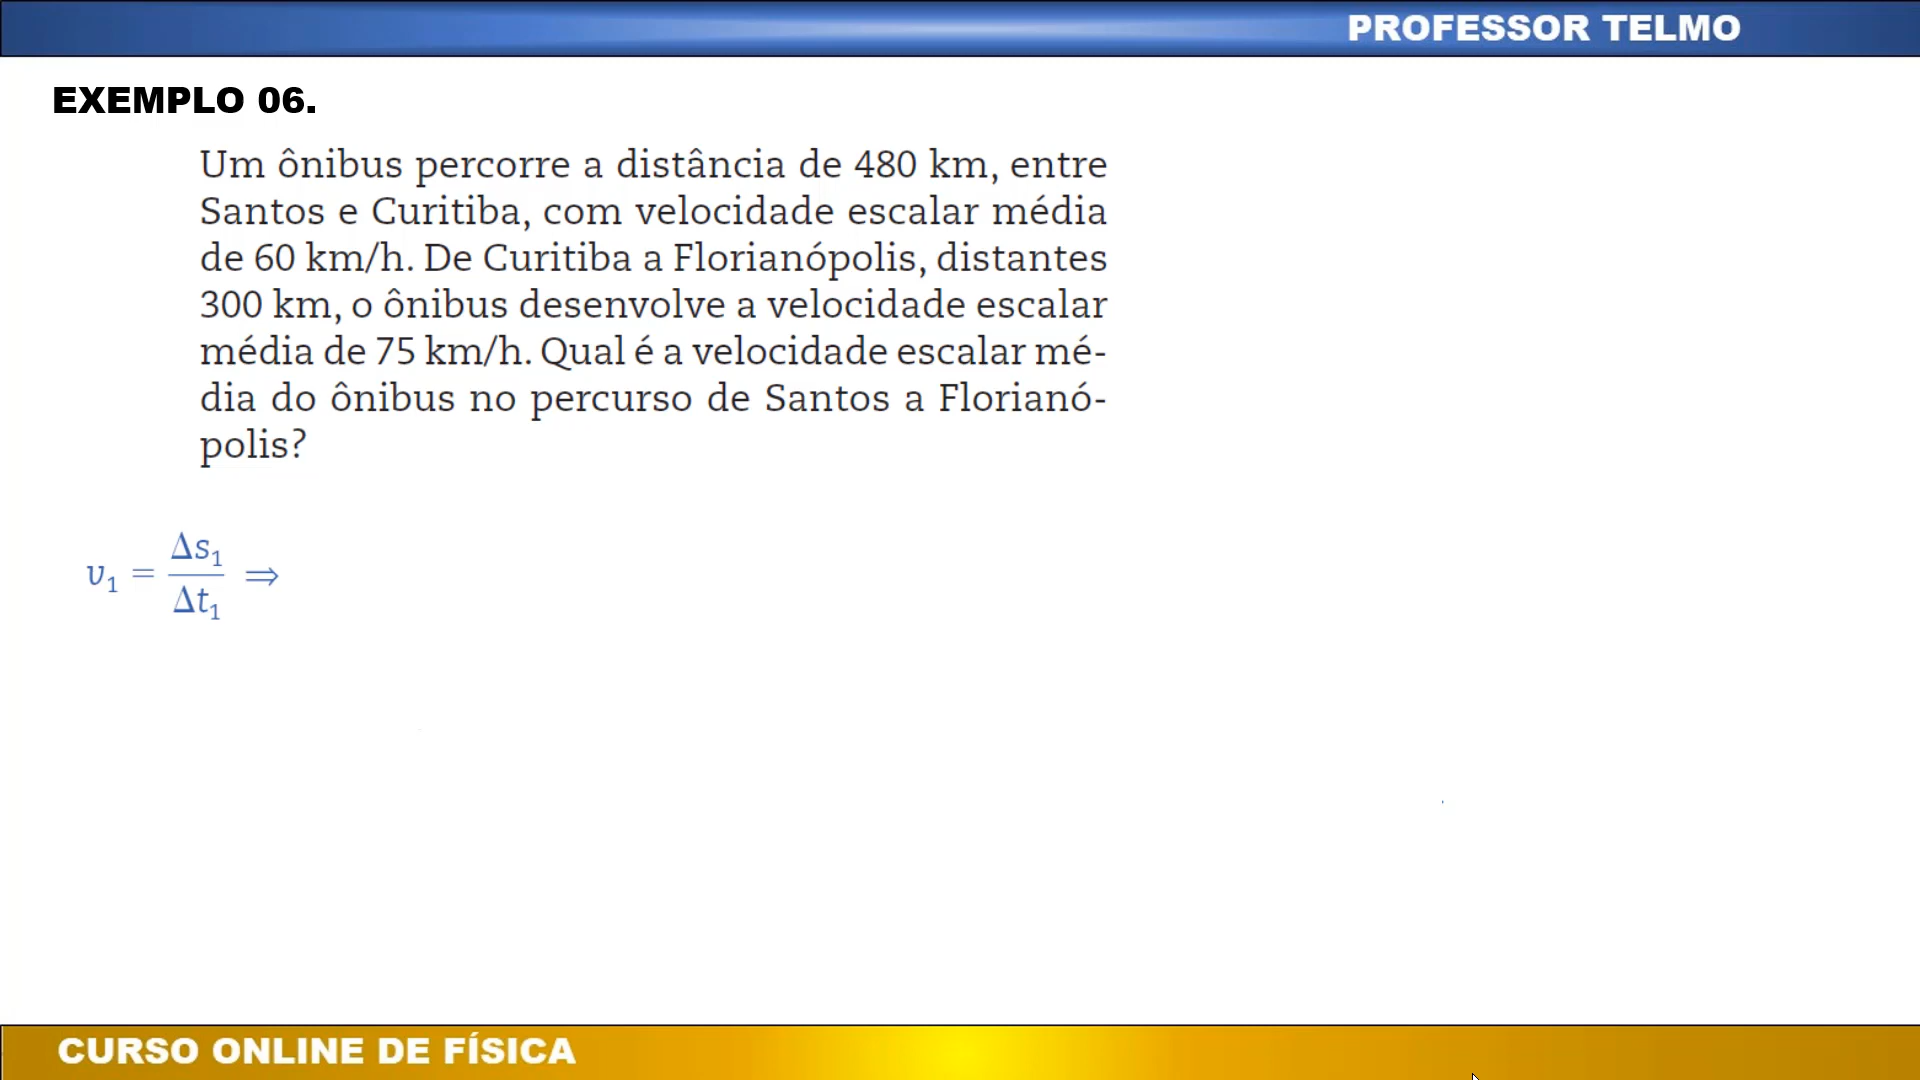 PROFESSOR TELMO
EXEMPLO 06.
Um ônibus percorre a distância de 480 km, entre
Santos e Curitiba, com velocidade escalar média
de 60 km/h. De Curitiba a Florianópolis, distantes
300 km, o ônibus desenvolve a velocidade escalar
média de 75 km/h. Qual é a velocidade escalar mé-
dia do ônibus no percurso de Santos a Florianó-
polis?
v₁ = Δs₁/Δt₁ ⇒
CURSO ONLINE DE FÍSICA